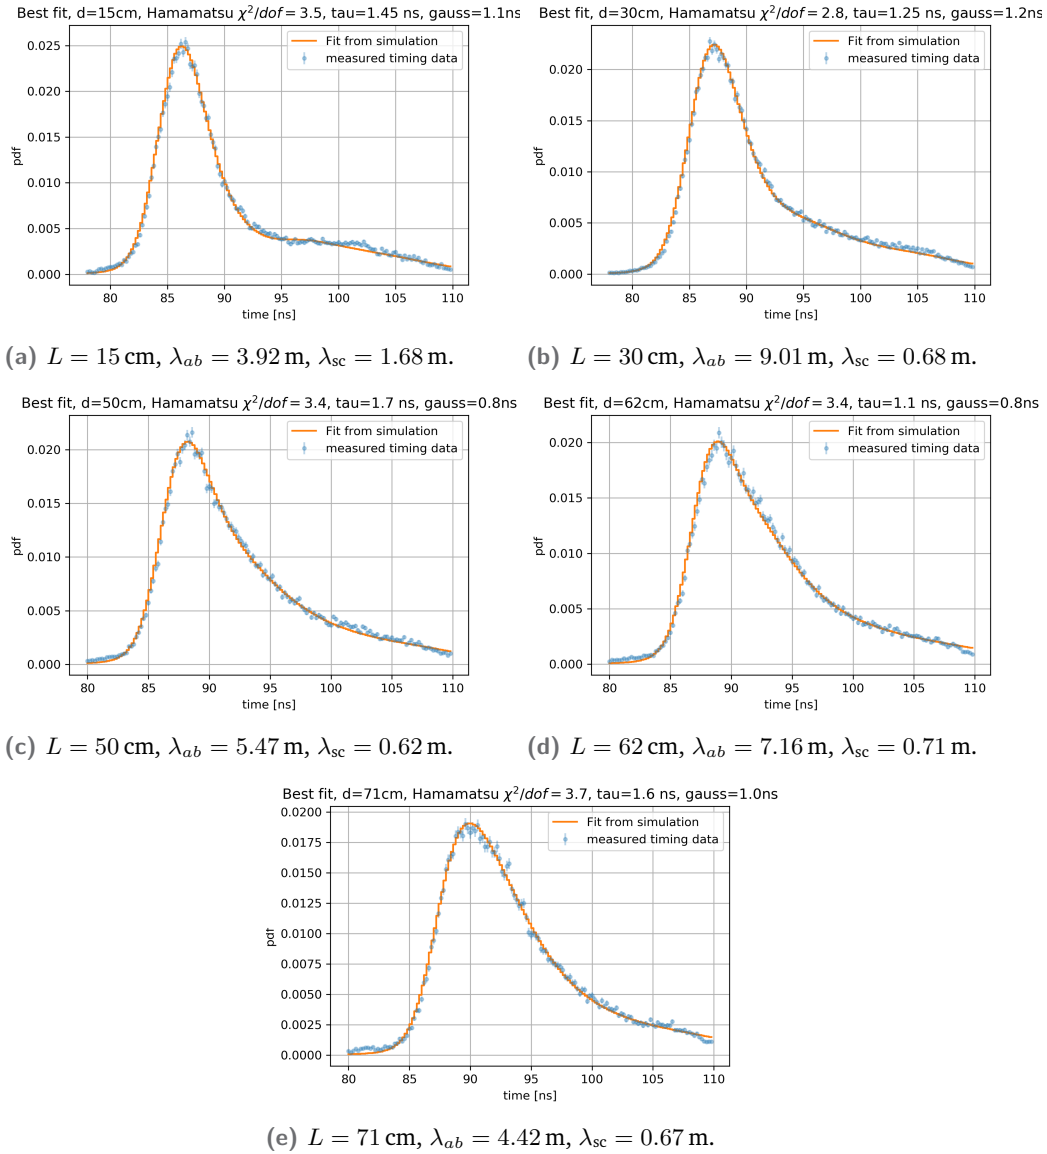 Best fit, d=15cm, Hamamatsu χ²/dof = 3.5, tau=1.45 ns, gauss=1.1ns
Fit from simulation
measured timing data
0.025
0.020
0.015
0.010
0.005
0.000
pdf
80 85 90 95 100 105 110
time [ns]
(a) L = 15 cm, λab = 3.92 m, λsc = 1.68 m.
Best fit, d=30cm, Hamamatsu χ²/dof = 2.8, tau=1.25 ns, gauss=1.2ns
Fit from simulation
measured timing data
0.020
0.015
0.010
0.005
0.000
pdf
80 85 90 95 100 105 110
time [ns]
(b) L = 30 cm, λab = 9.01 m, λsc = 0.68 m.
Best fit, d=50cm, Hamamatsu χ²/dof = 3.4, tau=1.7 ns, gauss=0.8ns
Fit from simulation
measured timing data
0.020
0.015
0.010
0.005
0.000
pdf
80 85 90 95 100 105 110
time [ns]
(c) L = 50 cm, λab = 5.47 m, λsc = 0.62 m.
Best fit, d=62cm, Hamamatsu χ²/dof = 3.4, tau=1.1 ns, gauss=0.8ns
Fit from simulation
measured timing data
0.020
0.015
0.010
0.005
0.000
pdf
80 85 90 95 100 105 110
time [ns]
(d) L = 62 cm, λab = 7.16 m, λsc = 0.71 m.
Best fit, d=71cm, Hamamatsu χ²/dof = 3.7, tau=1.6 ns, gauss=1.0ns
Fit from simulation
measured timing data
0.0200
0.0175
0.0150
0.0125
0.0100
0.0075
0.0050
0.0025
0.0000
pdf
80 85 90 95 100 105 110
time [ns]
(e) L = 71 cm, λab = 4.42 m, λsc = 0.67 m.